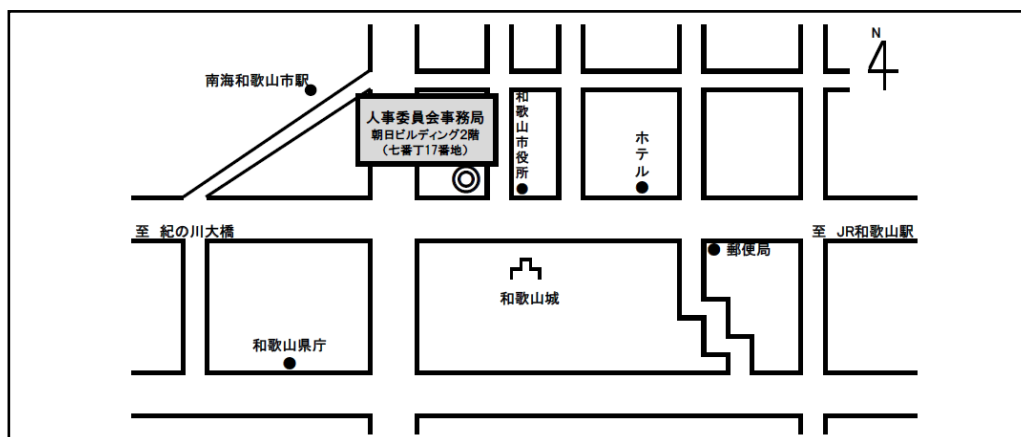 N
南海和歌山市駅
人事委員会事務局
朝日ビルディング2階
（七番丁17番地）
和歌山市役所
ホテル
至 紀の川大橋
至 JR和歌山駅
郵便局
和歌山城
和歌山県庁